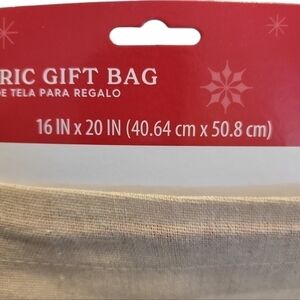 RIC GIFT BAG
DE TELA PARA REGALO
16 IN x 20 IN (40.64 cm x 50.8 cm)